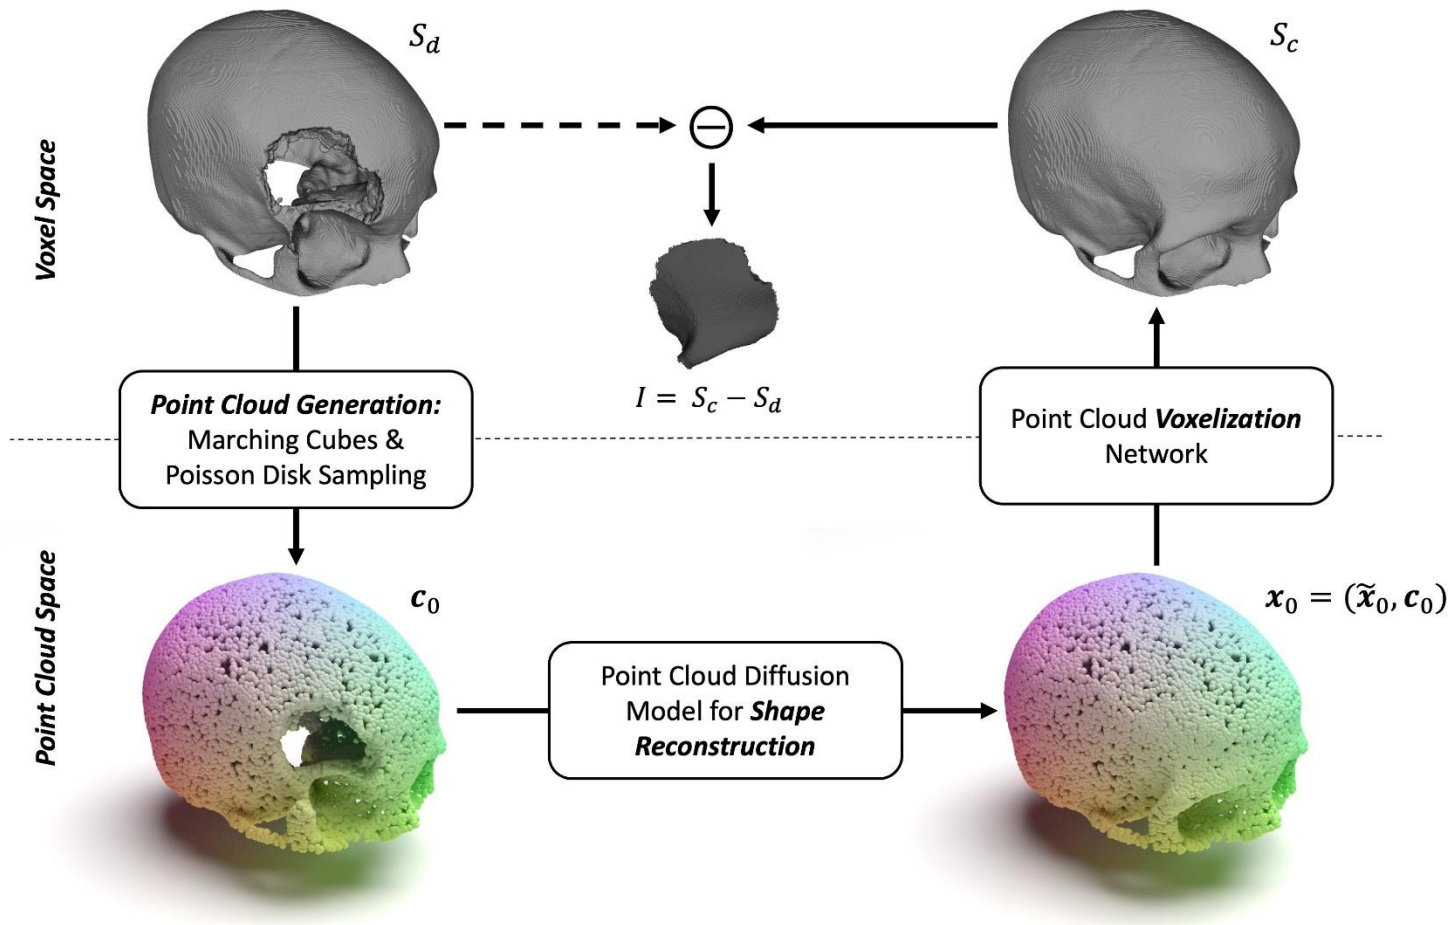 S_d
S_c
Voxel Space
I = S_c − S_d
Point Cloud Generation:
Marching Cubes &
Poisson Disk Sampling
Point Cloud Voxelization
Network
Point Cloud Space
c_0
x_0 = (x̃_0, c_0)
Point Cloud Diffusion
Model for Shape
Reconstruction